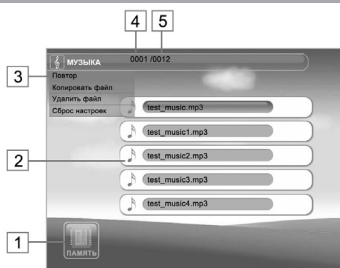 4 5
МУЗЫКА 0001 /0012
3
Повтор
Копировать файл
Удалить файл
Сброс настроек
test_music.mp3
test_music1.mp3
2
test_music2.mp3
test_music3.mp3
test_music4.mp3
1
ПАМЯТЬ